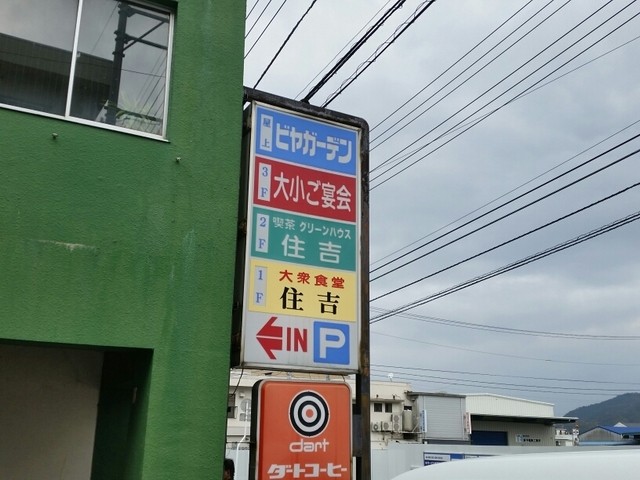 屋上 ビヤガーデン
3F 大小ご宴会
2F 喫茶 グリーンハウス
住吉
1F 大衆食堂
住吉
IN P
dart
ダートコーヒー